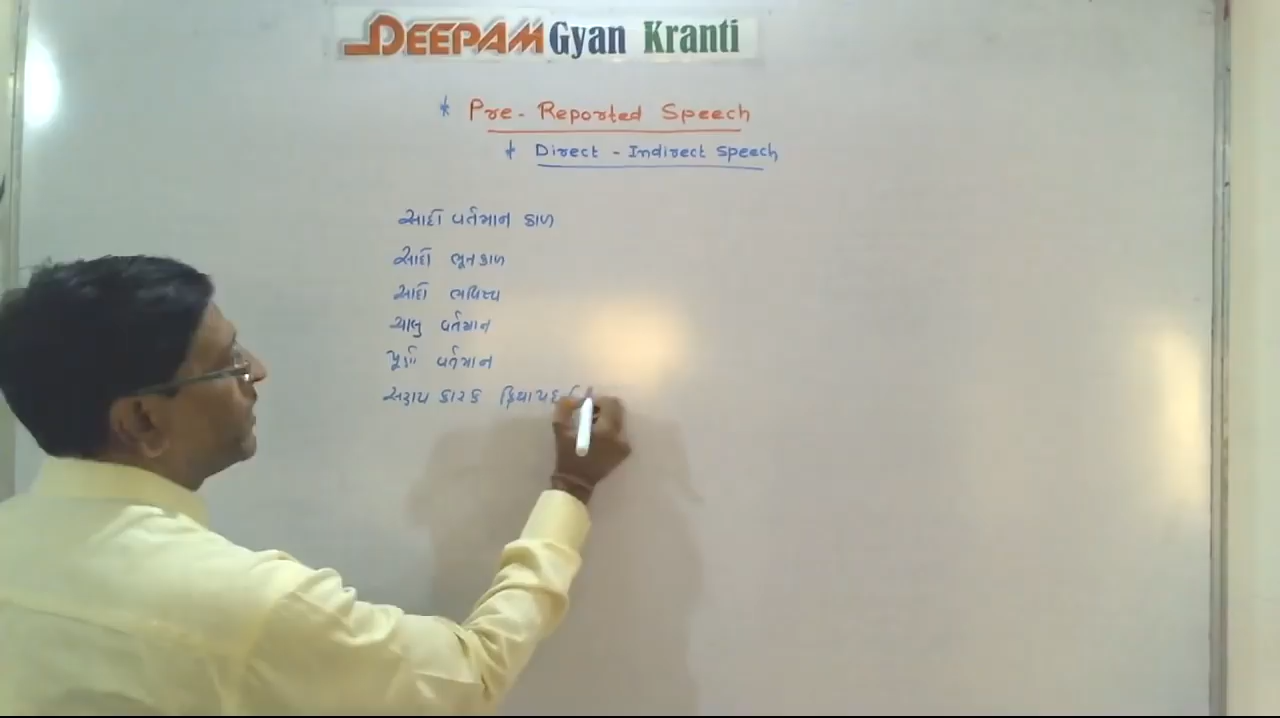 DEEPAM Gyan Kranti
* Pre- Reported Speech
* Direct - Indirect Speech
સાદો વર્તમાન કાળ
સાદો ભૂતકાળ
સાદો ભવિષ્ય
ચાલુ વર્તમાન
પૂર્ણ વર્તમાન
સહાય કારક ક્રિયાપદ (